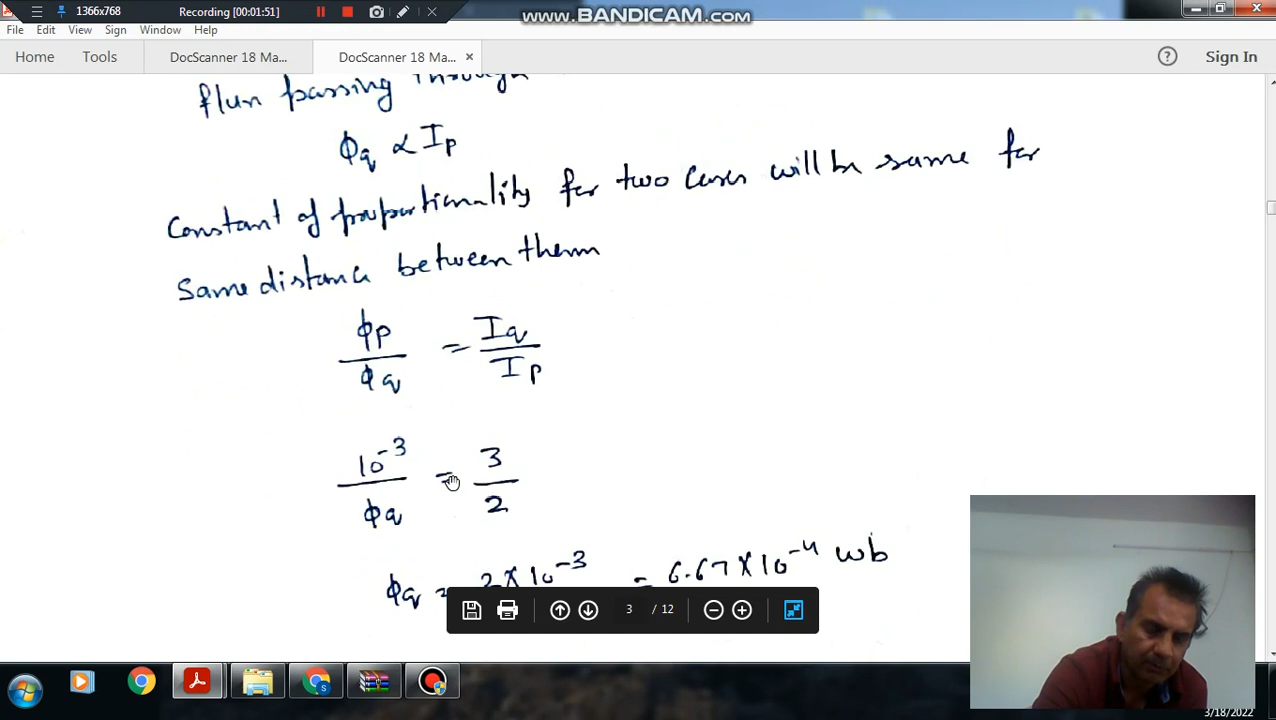 1366x768
Recording [00:01:51]
www.BANDICAM.com
File Edit View Sign Window Help
Home Tools DocScanner 18 Ma... DocScanner 18 Ma... × ? Sign In
flux passing through
ϕq ∝ Ip
Constant of proportionality for two cases will be same for
Same distance between them
ϕp / ϕq = Iq / Ip
10⁻³ / ϕq = 3 / 2
ϕq = 2×10⁻³ = 6.67×10⁻⁴ wb
3 / 12
3/18/2022